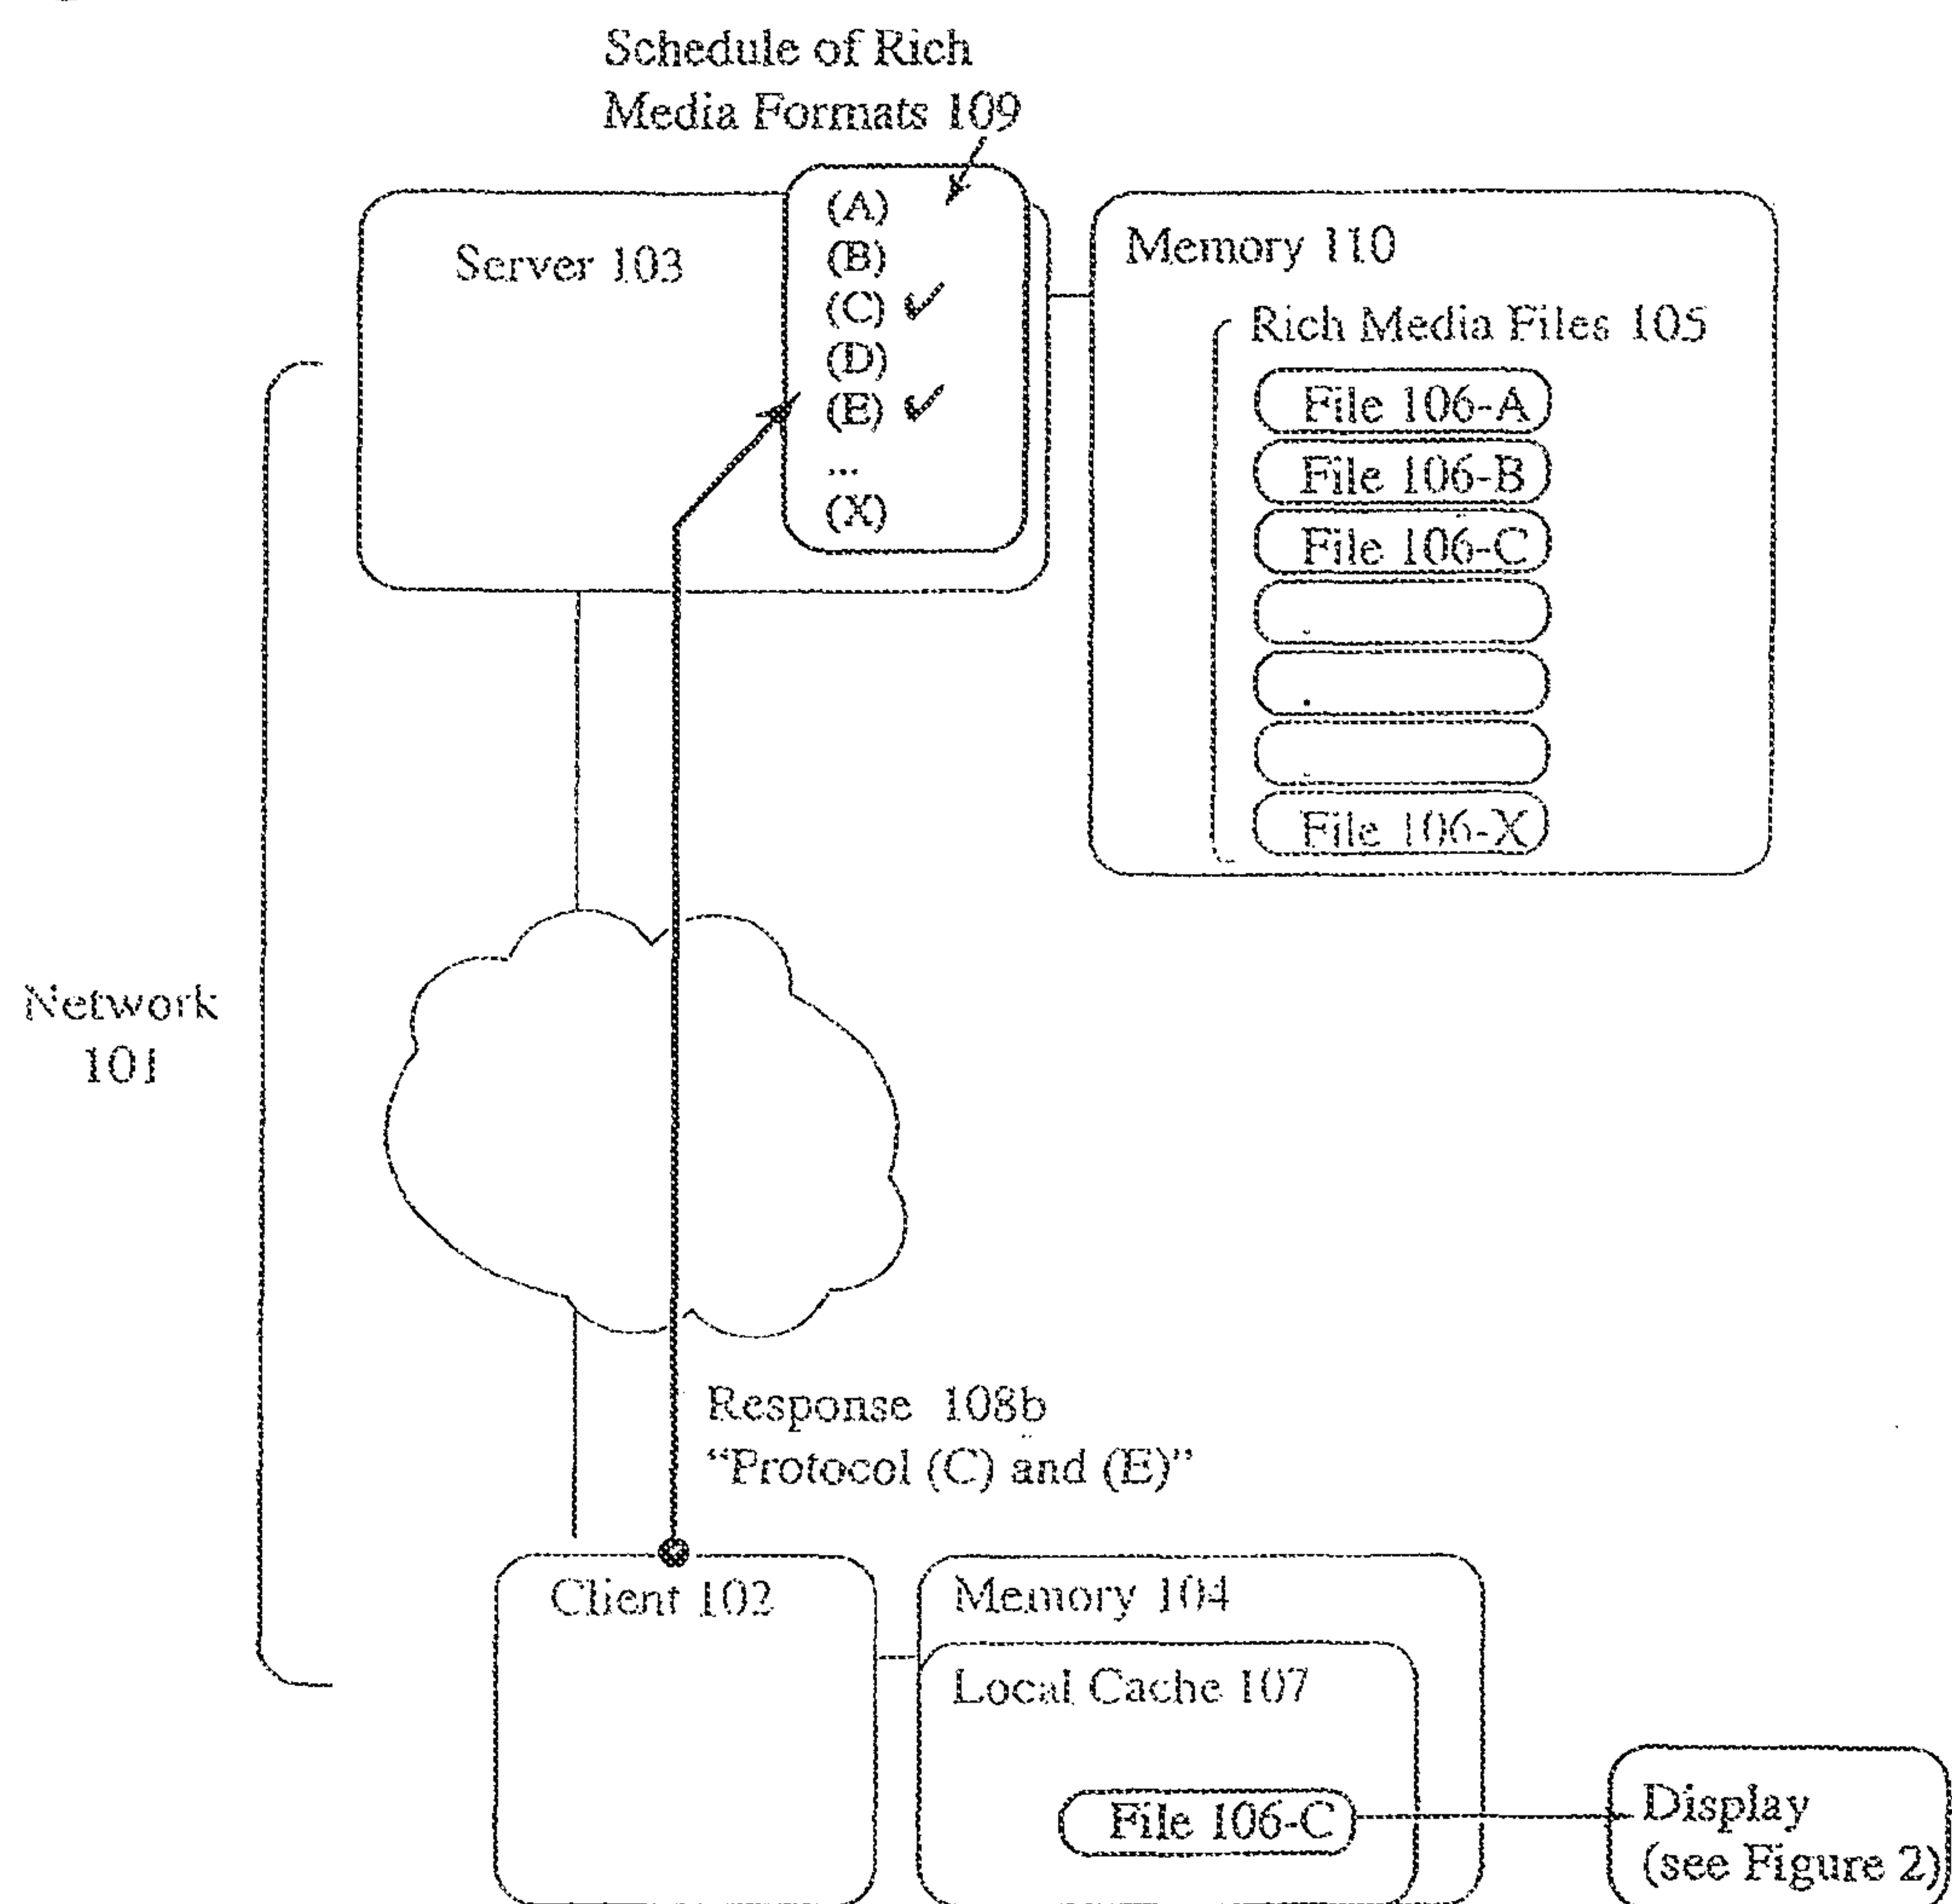 Schedule of Rich
Media Formats 109
Server 103
(A)
(B)
(C) ✓
(D)
(E) ✓
...
(X)
Memory 110
Rich Media Files 105
File 106-A
File 106-B
File 106-C
.
.
.
File 106-X
Network
101
Response 108b
“Protocol (C) and (E)”
Client 102
Memory 104
Local Cache 107
File 106-C
Display
(see Figure 2)